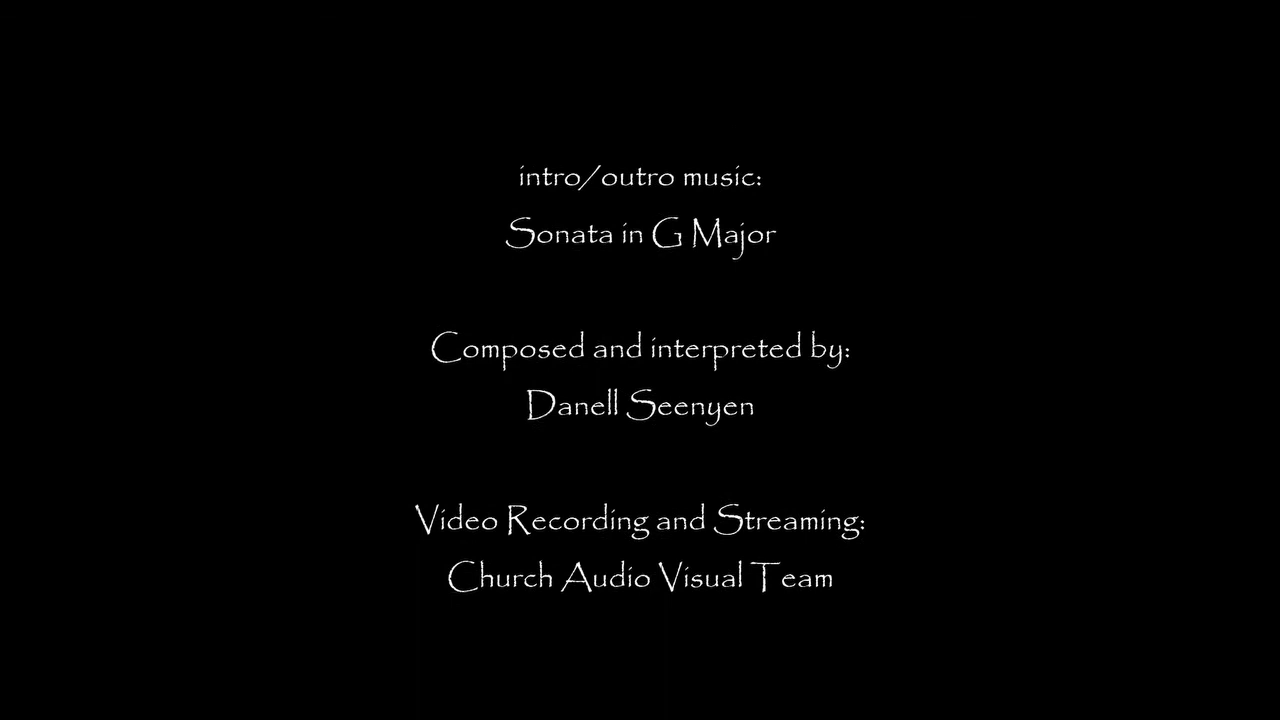 intro/outro music:
Sonata in G Major
Composed and interpreted by:
Danell Seenyen
Video Recording and Streaming:
Church Audio Visual Team